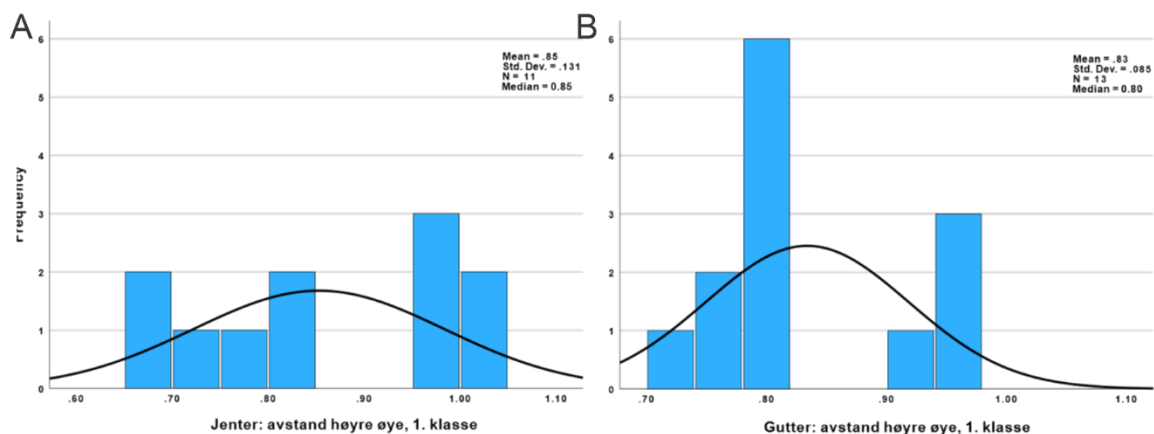 A
Mean = .85
Std. Dev. = .131
N = 11
Median = 0.85
6
5
4
3
2
1
0
Frequency
.60 .70 .80 .90 1.00 1.10
Jenter: avstand høyre øye, 1. klasse
B
Mean = .83
Std. Dev. = .085
N = 13
Median = 0.80
6
5
4
3
2
1
0
.70 .80 .90 1.00 1.10
Gutter: avstand høyre øye, 1. klasse